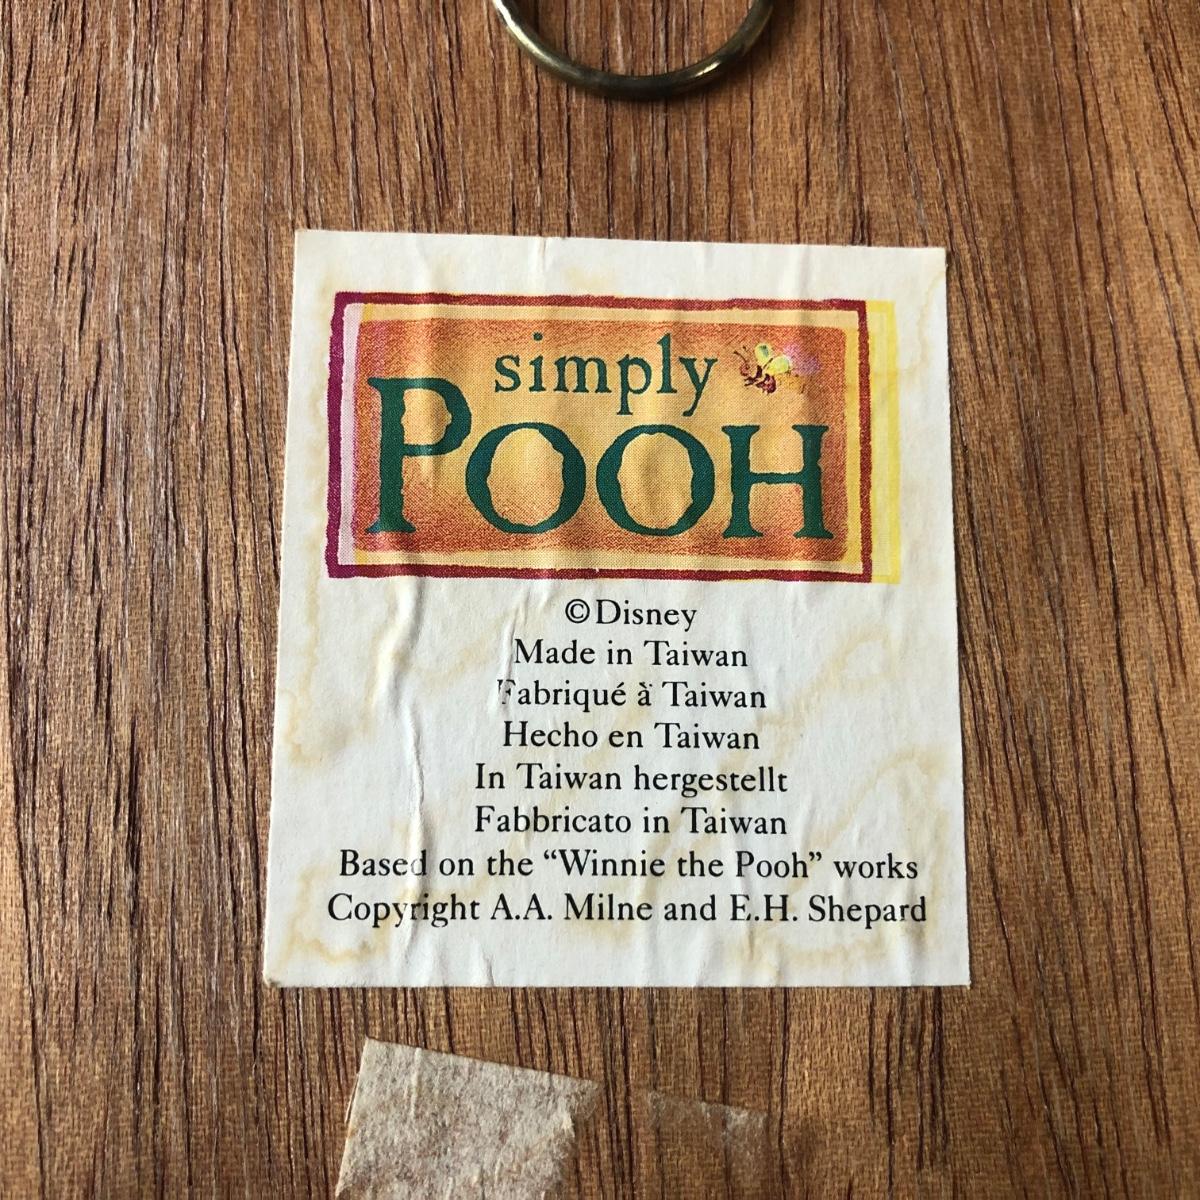 simply
POOH
©Disney
Made in Taiwan
Fabriqué à Taiwan
Hecho en Taiwan
In Taiwan hergestellt
Fabbricato in Taiwan
Based on the “Winnie the Pooh” works
Copyright A.A. Milne and E.H. Shepard